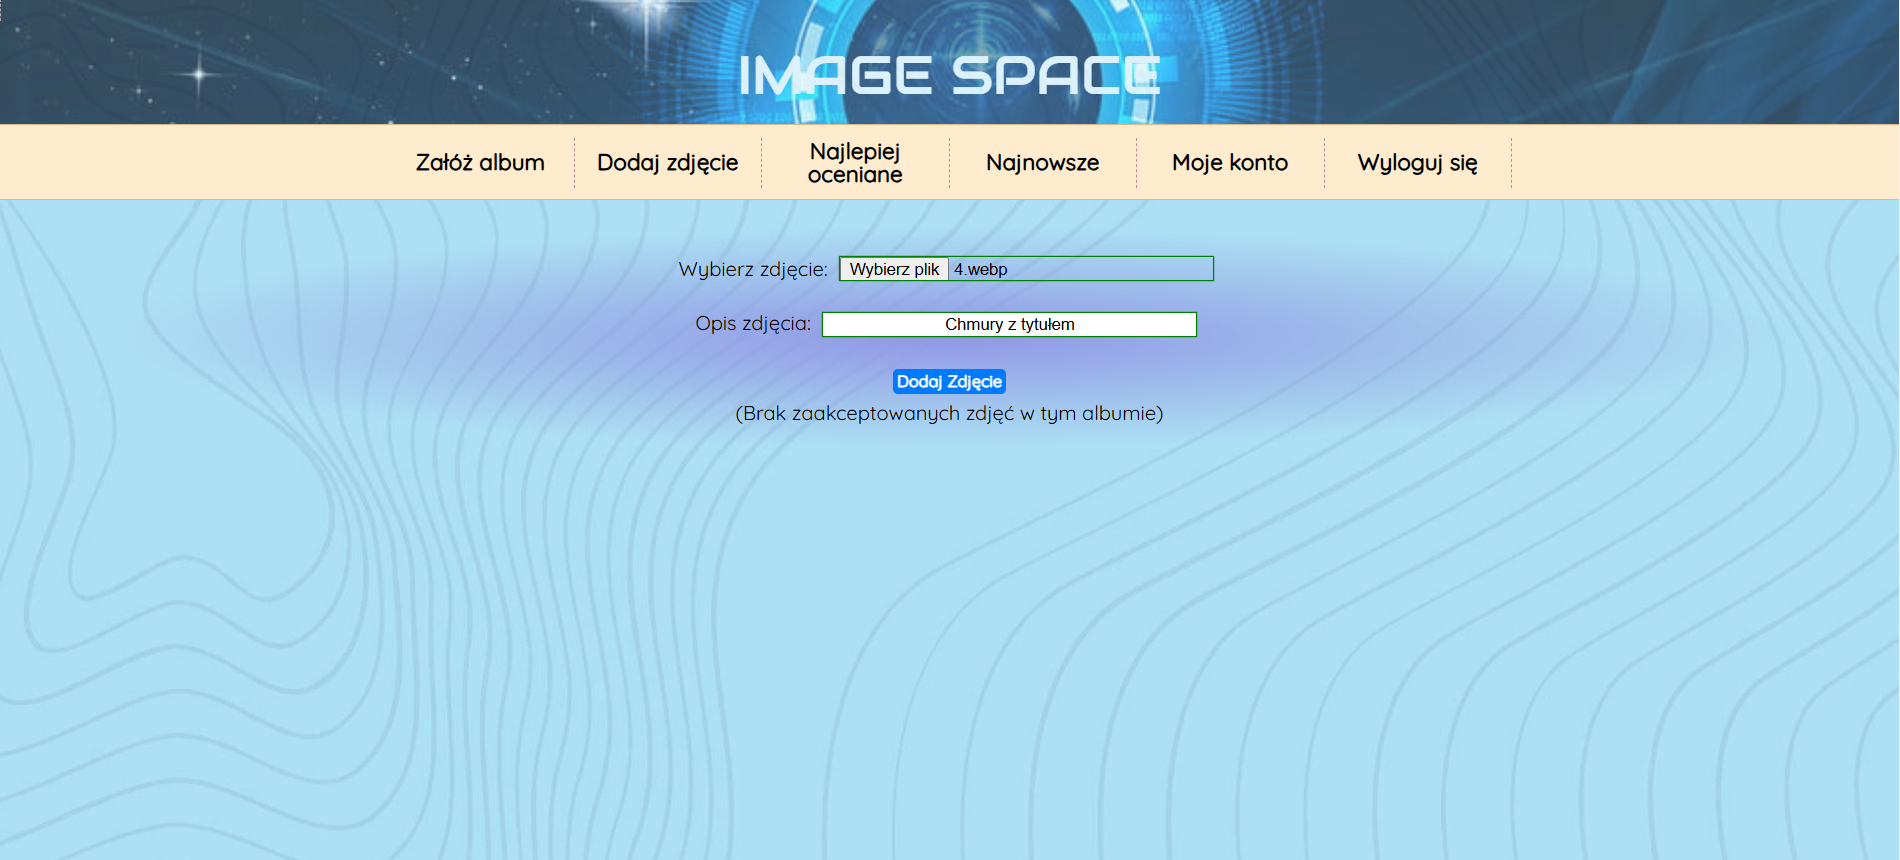 IMAGE SPACE
Załóż album
Dodaj zdjęcie
Najlepiej
oceniane
Najnowsze
Moje konto
Wyloguj się
Wybierz zdjęcie: Wybierz plik 4.webp
Opis zdjęcia: Chmury z tytułem
Dodaj Zdjęcie
(Brak zaakceptowanych zdjęć w tym albumie)